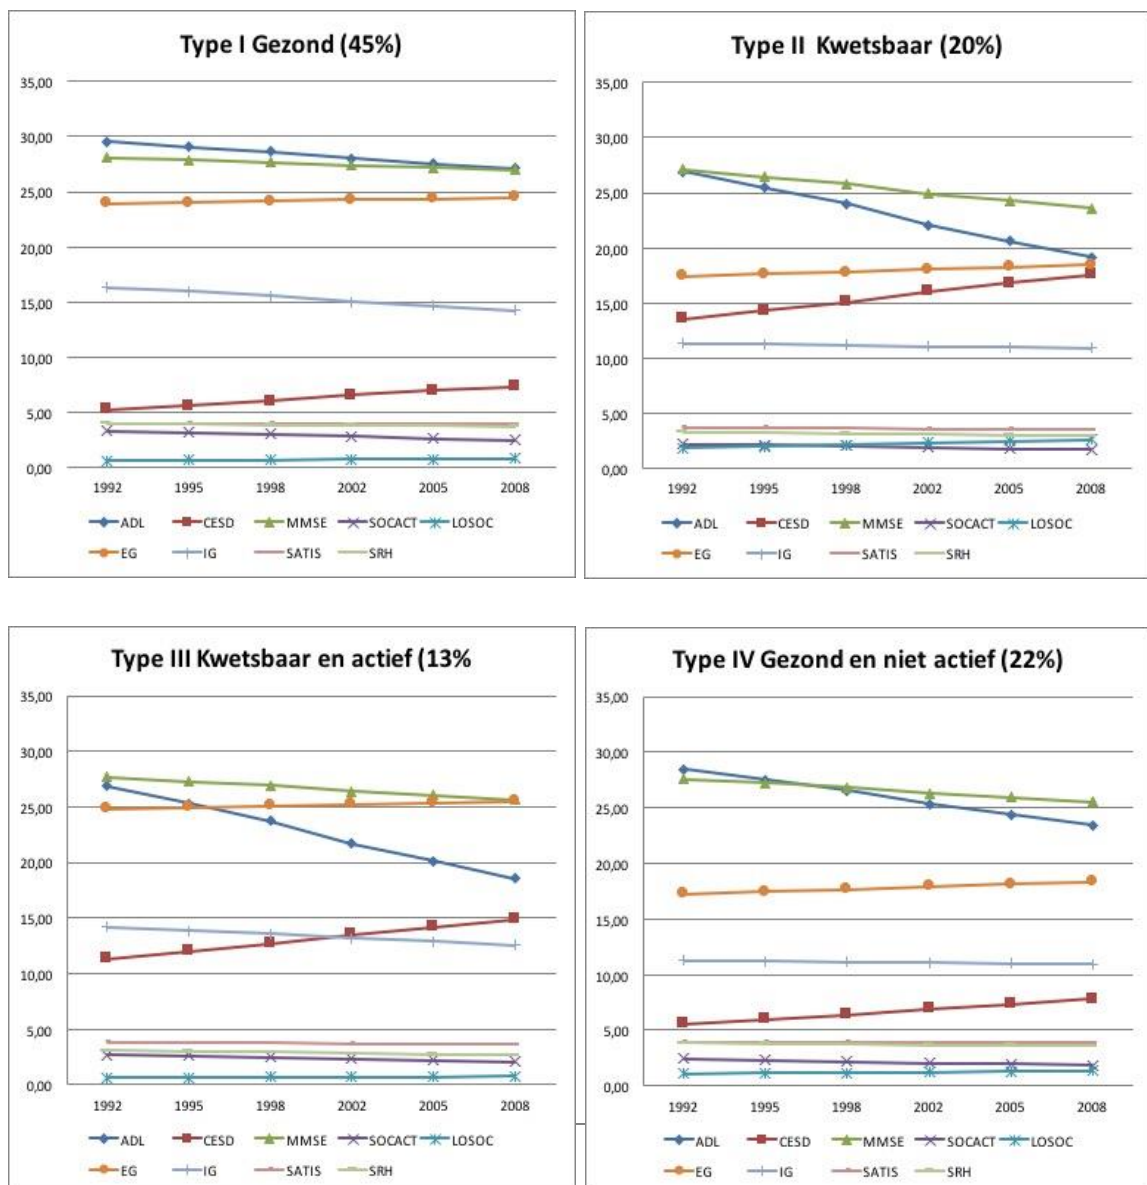 Type I Gezond (45%)
35,00
30,00
25,00
20,00
15,00
10,00
5,00
0,00
1992 1995 1998 2002 2005 2008
ADL CESD MMSE SOCACT LOSOC
EG IG SATIS SRH
Type II Kwetsbaar (20%)
35,00
30,00
25,00
20,00
15,00
10,00
5,00
0,00
1992 1995 1998 2002 2005 2008
ADL CESD MMSE SOCACT LOSOC
EG IG SATIS SRH
Type III Kwetsbaar en actief (13%
35,00
30,00
25,00
20,00
15,00
10,00
5,00
0,00
1992 1995 1998 2002 2005 2008
ADL CESD MMSE SOCACT LOSOC
EG IG SATIS SRH
Type IV Gezond en niet actief (22%)
35,00
30,00
25,00
20,00
15,00
10,00
5,00
0,00
1992 1995 1998 2002 2005 2008
ADL CESD MMSE SOCACT LOSOC
EG IG SATIS SRH